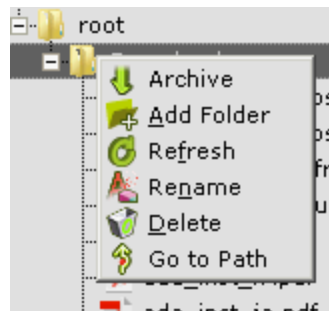 root
Archive
Add Folder
Refresh
Rename
Delete
Go to Path